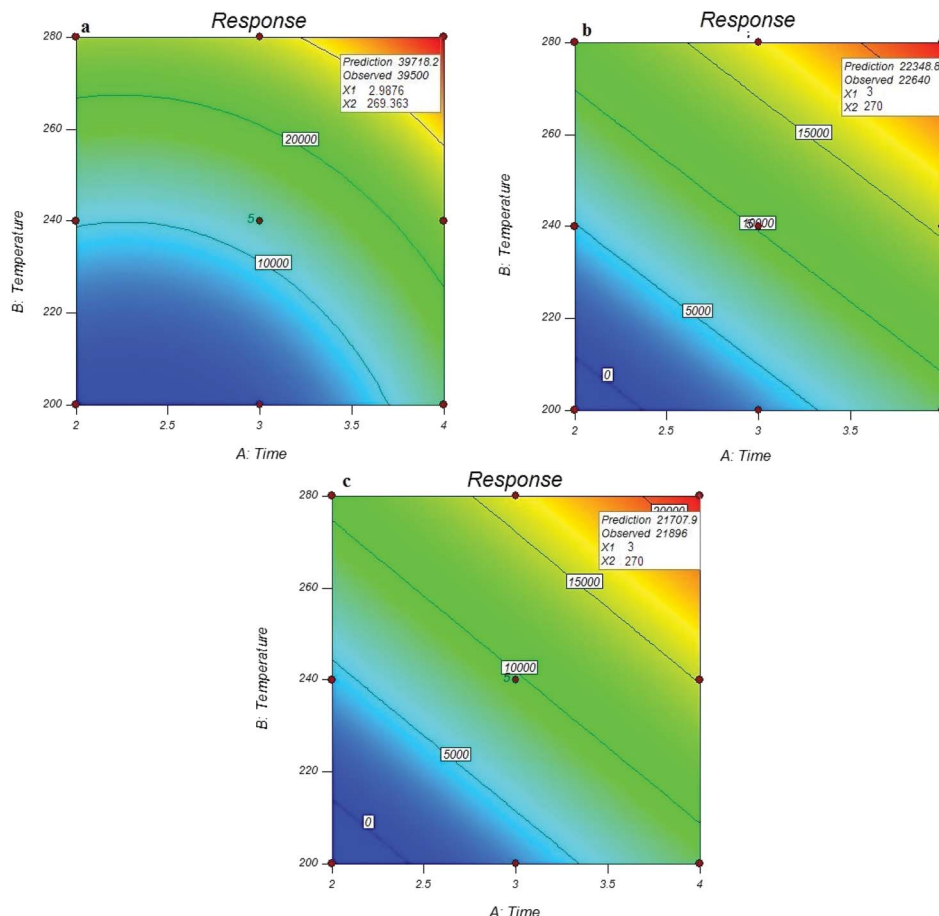 a
Response
280
260
240
220
200
2
2.5
3
3.5
4
B: Temperature
A: Time
Prediction 39718.2
Observed 39500
X1 2.9876
X2 269.363
20000
5
10000
b
Response
280
260
240
220
200
2
2.5
3
3.5
B: Temperature
A: Time
Prediction 22348.8
Observed 22640
X1 3
X2 270
15000
10000
5000
0
c
Response
280
260
240
220
200
2
2.5
3
3.5
4
B: Temperature
A: Time
20000
Prediction 21707.9
Observed 21896
X1 3
X2 270
15000
10000
5
5000
0